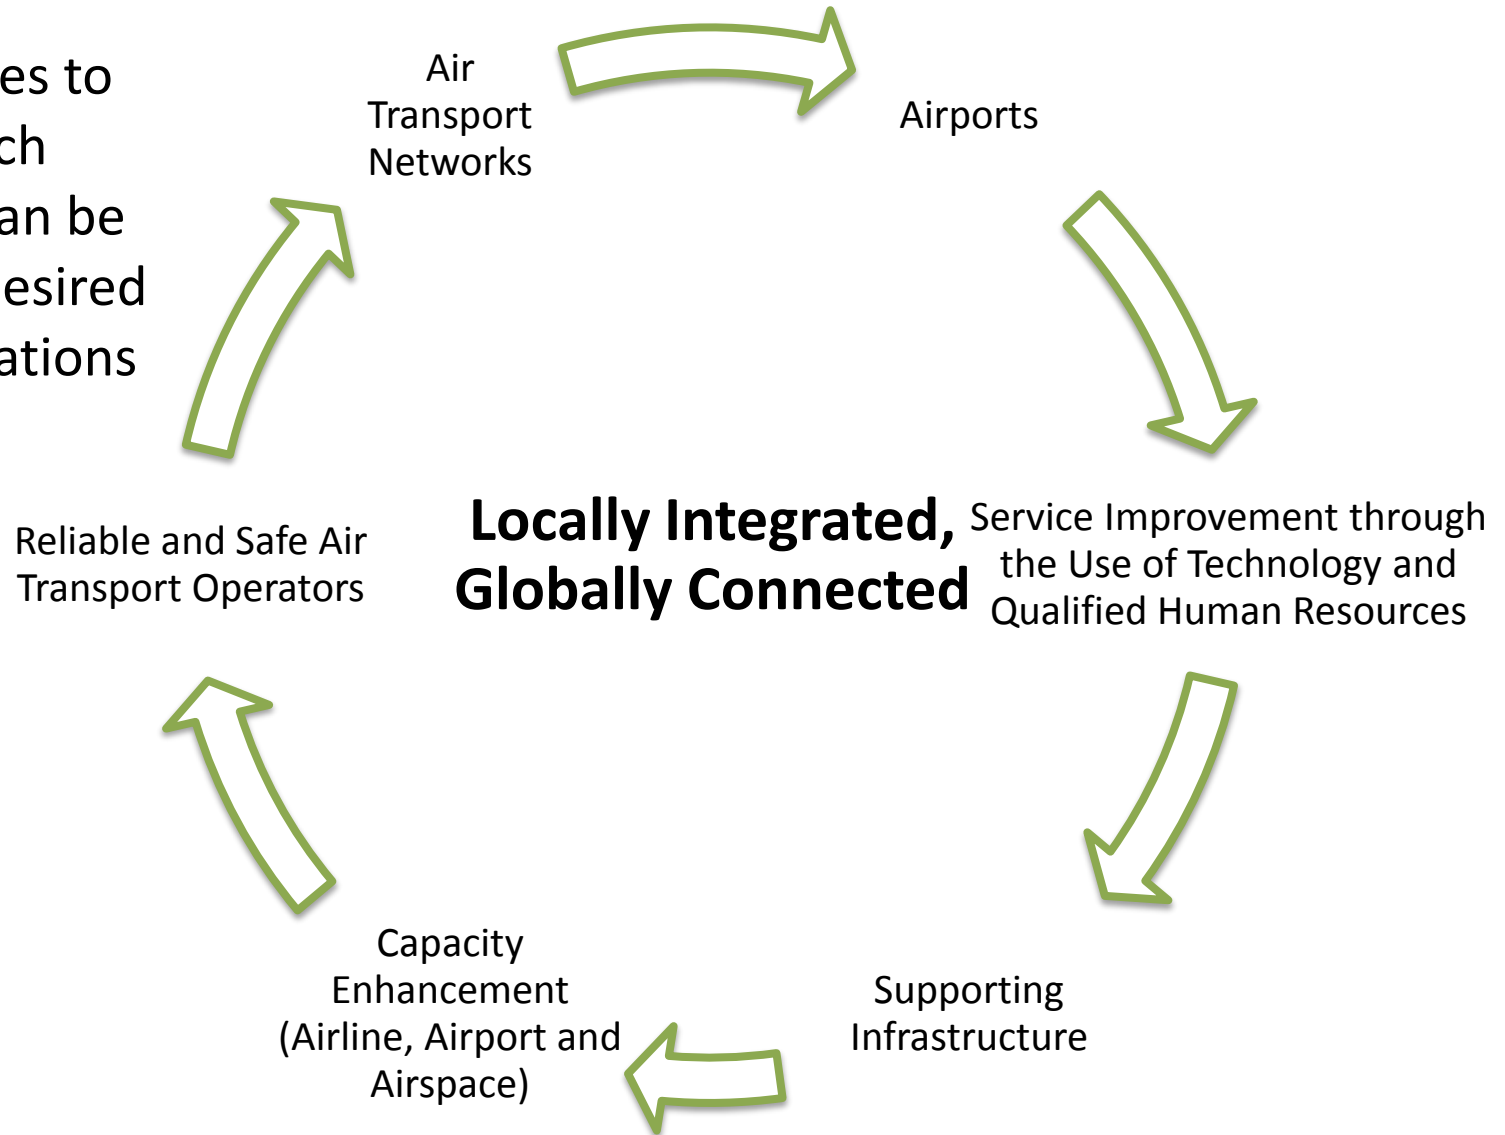 es to
ch
an be
esired
ations
Air
Transport
Networks
Airports
Service Improvement through
the Use of Technology and
Qualified Human Resources
Supporting
Infrastructure
Capacity
Enhancement
(Airline, Airport and
Airspace)
Reliable and Safe Air
Transport Operators
Locally Integrated,
Globally Connected